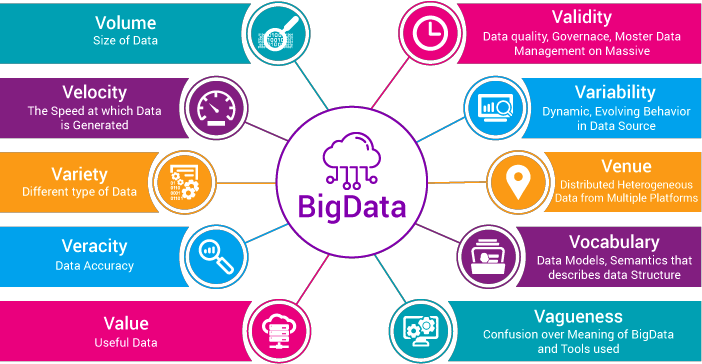 Volume
Size of Data
Velocity
The Speed at which Data
is Generated
Variety
Different type of Data
Veracity
Data Accuracy
Value
Useful Data
BigData
Validity
Data quality, Governace, Moster Data
Management on Massive
Variability
Dynamic, Evolving Behavior
in Data Source
Venue
Distributed Heterogeneous
Data from Multiple Platforms
Vocabulary
Data Models, Semantics that
describes data Structure
Vagueness
Confusion over Meaning of BigData
and Tools used